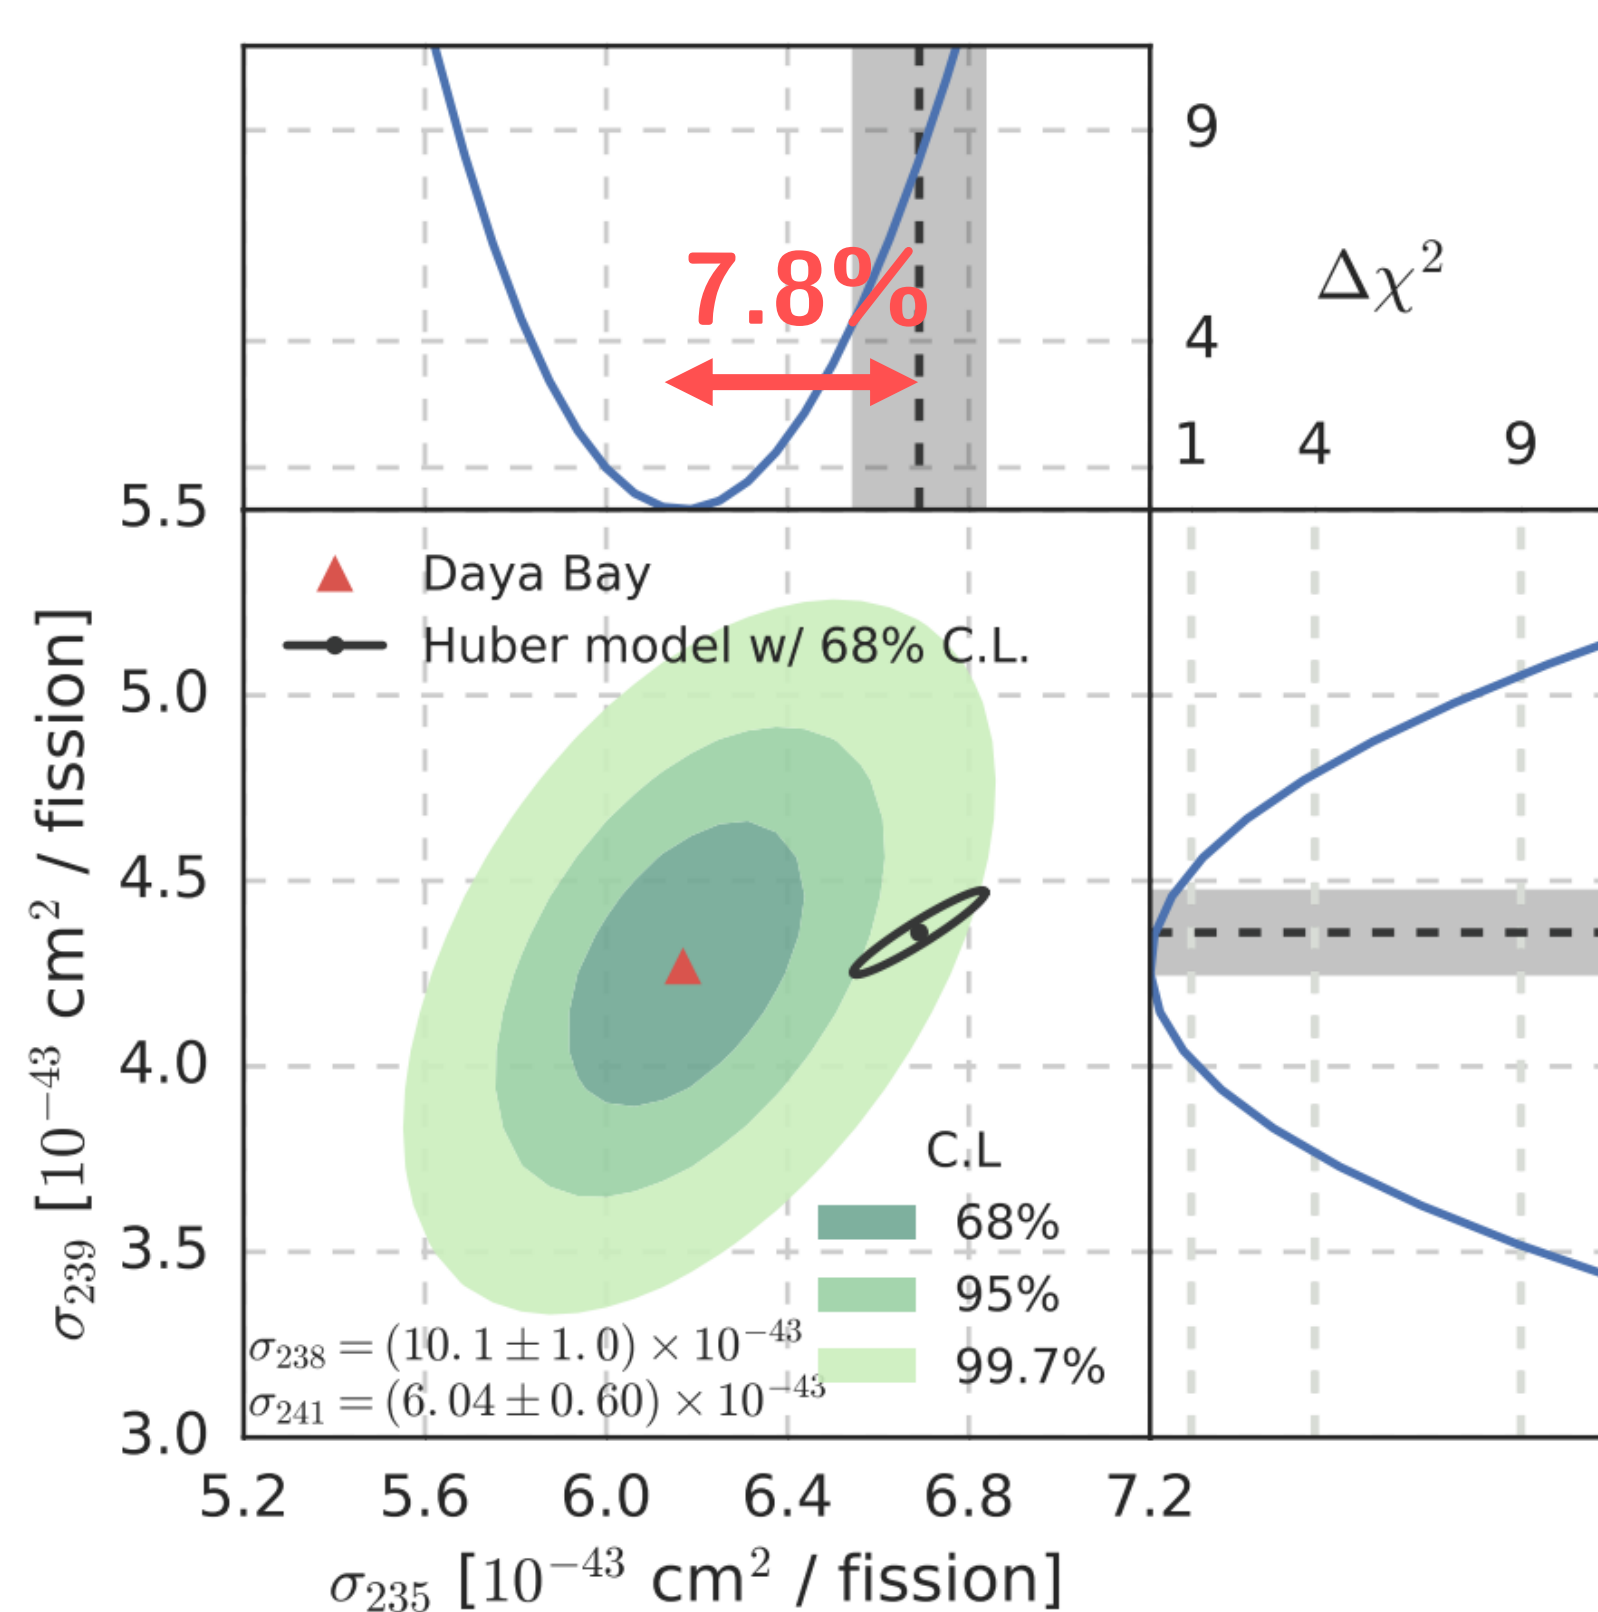 9
7.8%
Δχ²
4
1 4 9
5.5
Daya Bay
Huber model w/ 68% C.L.
5.0
4.5
4.0
C.L
68%
3.5
95%
σ₂₃₈ = (10.1 ± 1.0) × 10⁻⁴³
99.7%
σ₂₄₁ = (6.04 ± 0.60) × 10⁻⁴³
3.0
σ₂₃₉ [10⁻⁴³ cm² / fission]
5.2 5.6 6.0 6.4 6.8 7.2
σ₂₃₅ [10⁻⁴³ cm² / fission]